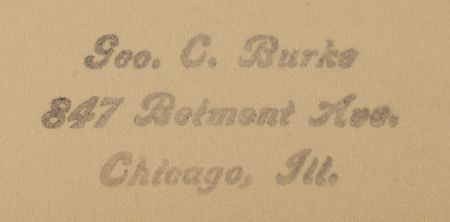 Geo. C. Burke
847 Belmont Ave.
Chicago, Ill.